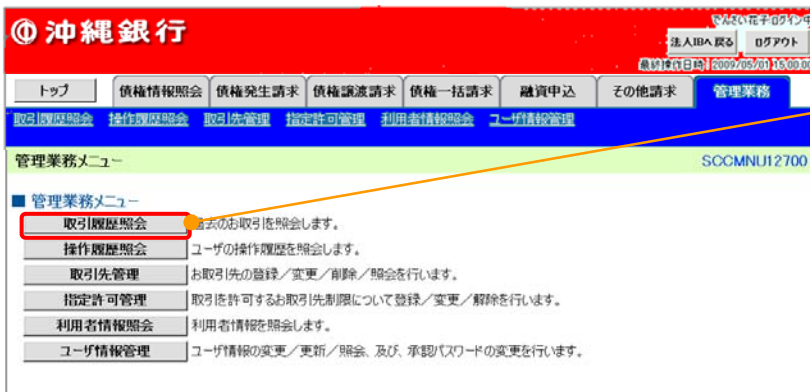 沖縄銀行
でんさい花子ログイン中
法人IBへ戻る ログアウト
最終操作日時 2009/05/01 15:00:00
トップ 債権情報照会 債権発生請求 債権譲渡請求 債権一括請求 融資申込 その他請求 管理業務
取引履歴照会 操作履歴照会 取引先管理 指定許可管理 利用者情報照会 ユーザ情報管理
管理業務メニュー SCCMNU12700
■ 管理業務メニュー
取引履歴照会 過去のお取引を照会します。
操作履歴照会 ユーザの操作履歴を照会します。
取引先管理 お取引先の登録／変更／削除／照会を行います。
指定許可管理 取引を許可するお取引先制限について登録／変更／解除を行います。
利用者情報照会 利用者情報を照会します。
ユーザ情報管理 ユーザ情報の変更／更新／照会、及び、承認パスワードの変更を行います。